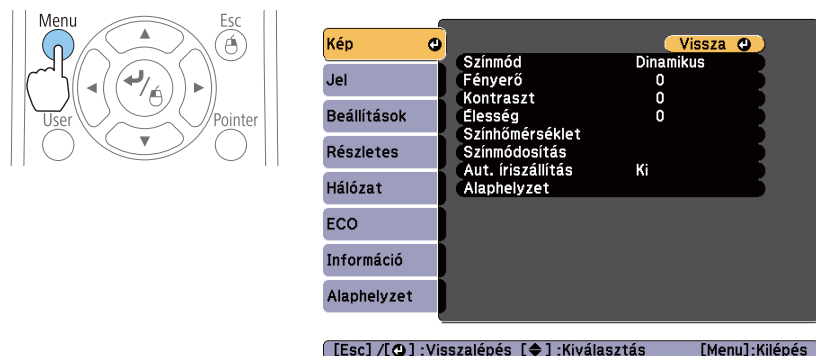 Menu
Esc
User
Pointer
Kép
Jel
Beállítások
Részletes
Hálózat
ECO
Információ
Alaphelyzet
Vissza
Színmód Dinamikus
Fényerő 0
Kontraszt 0
Élesség 0
Színhőmérséklet
Színmódosítás
Aut. íriszállítás Ki
Alaphelyzet
[Esc] /[ ] :Visszalépés [ ] :Kiválasztás [Menu]:Kilépés